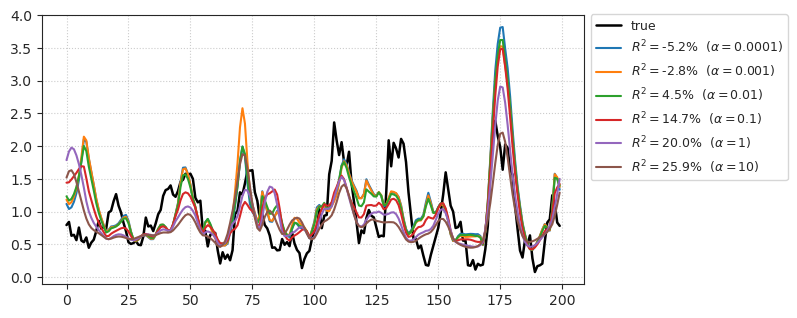 4.0
3.5
3.0
2.5
2.0
1.5
1.0
0.5
0.0
0 25 50 75 100 125 150 175 200
true
R² = -5.2% (α = 0.0001)
R² = -2.8% (α = 0.001)
R² = 4.5% (α = 0.01)
R² = 14.7% (α = 0.1)
R² = 20.0% (α = 1)
R² = 25.9% (α = 10)